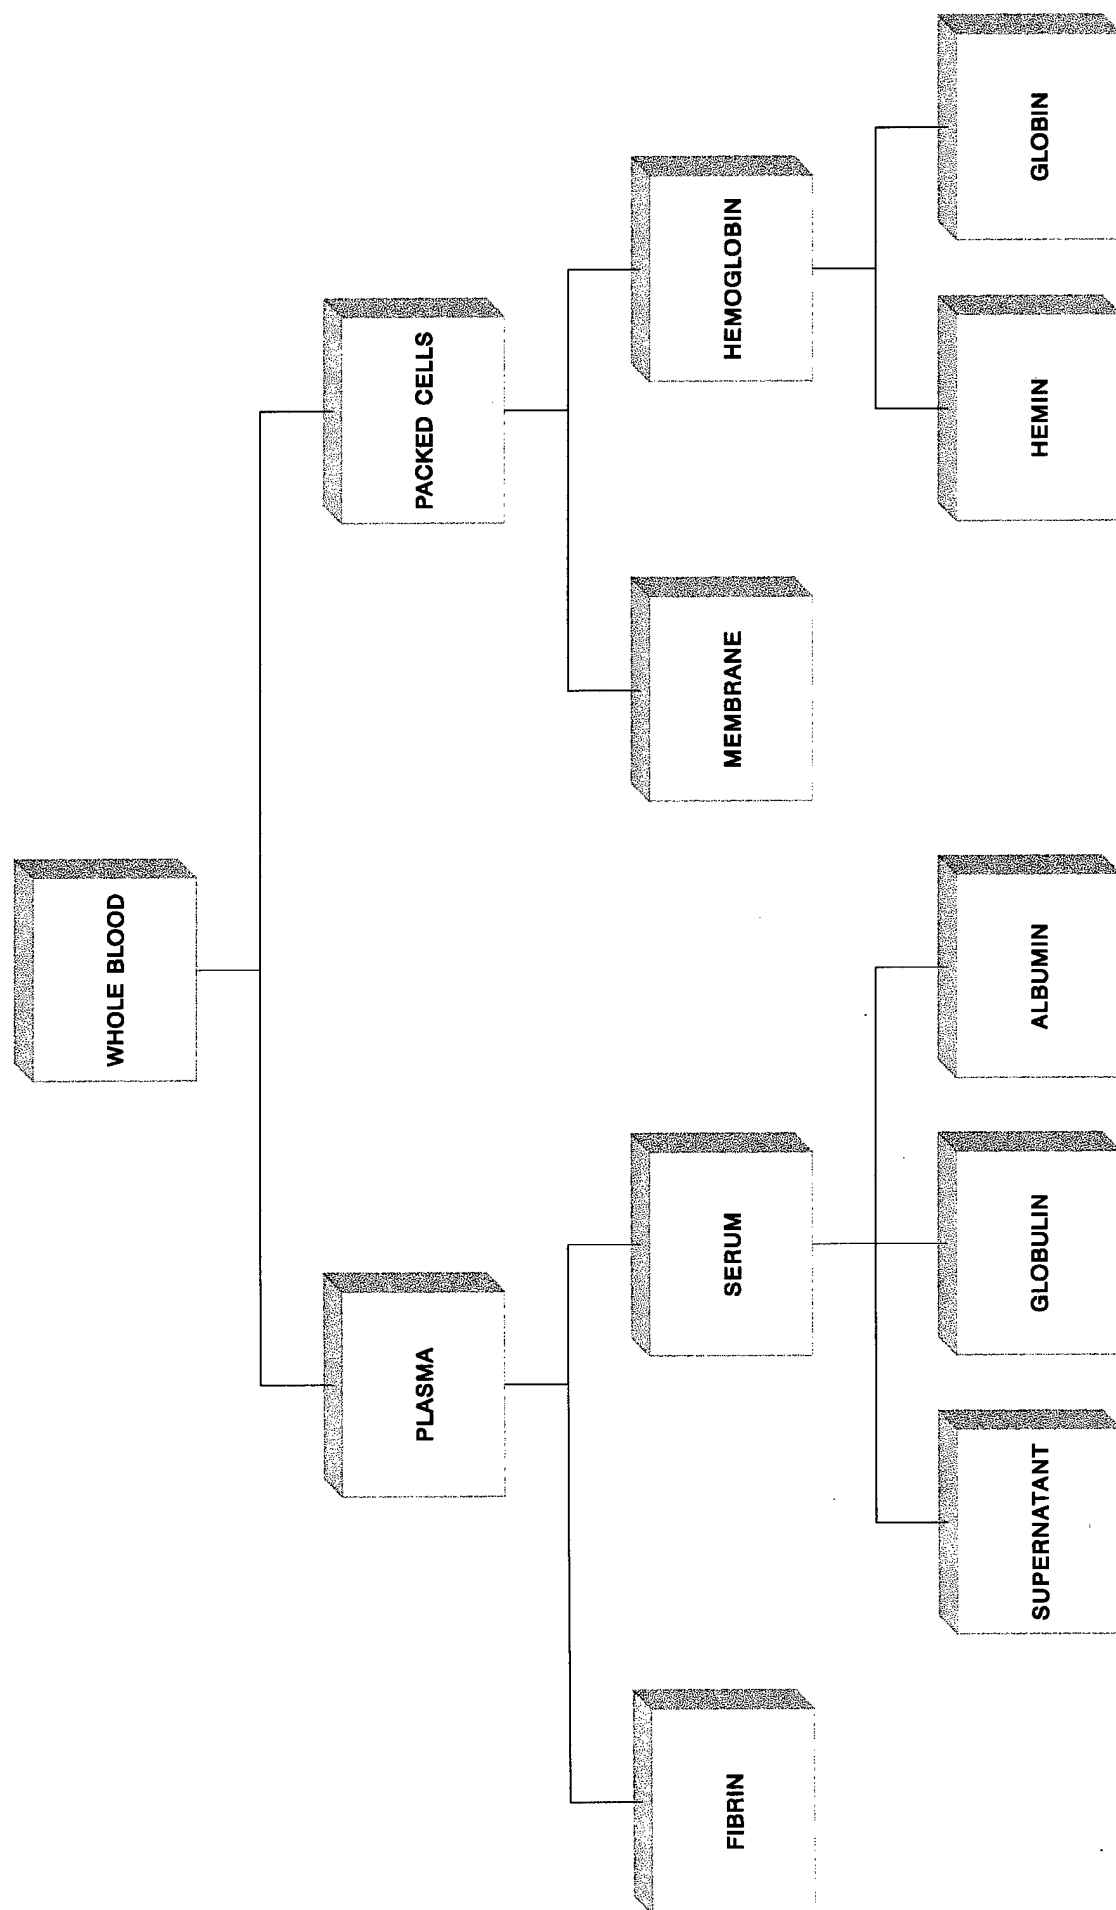 WHOLE BLOOD
PLASMA
PACKED CELLS
FIBRIN
SERUM
MEMBRANE
HEMOGLOBIN
SUPERNATANT
GLOBULIN
ALBUMIN
HEMIN
GLOBIN